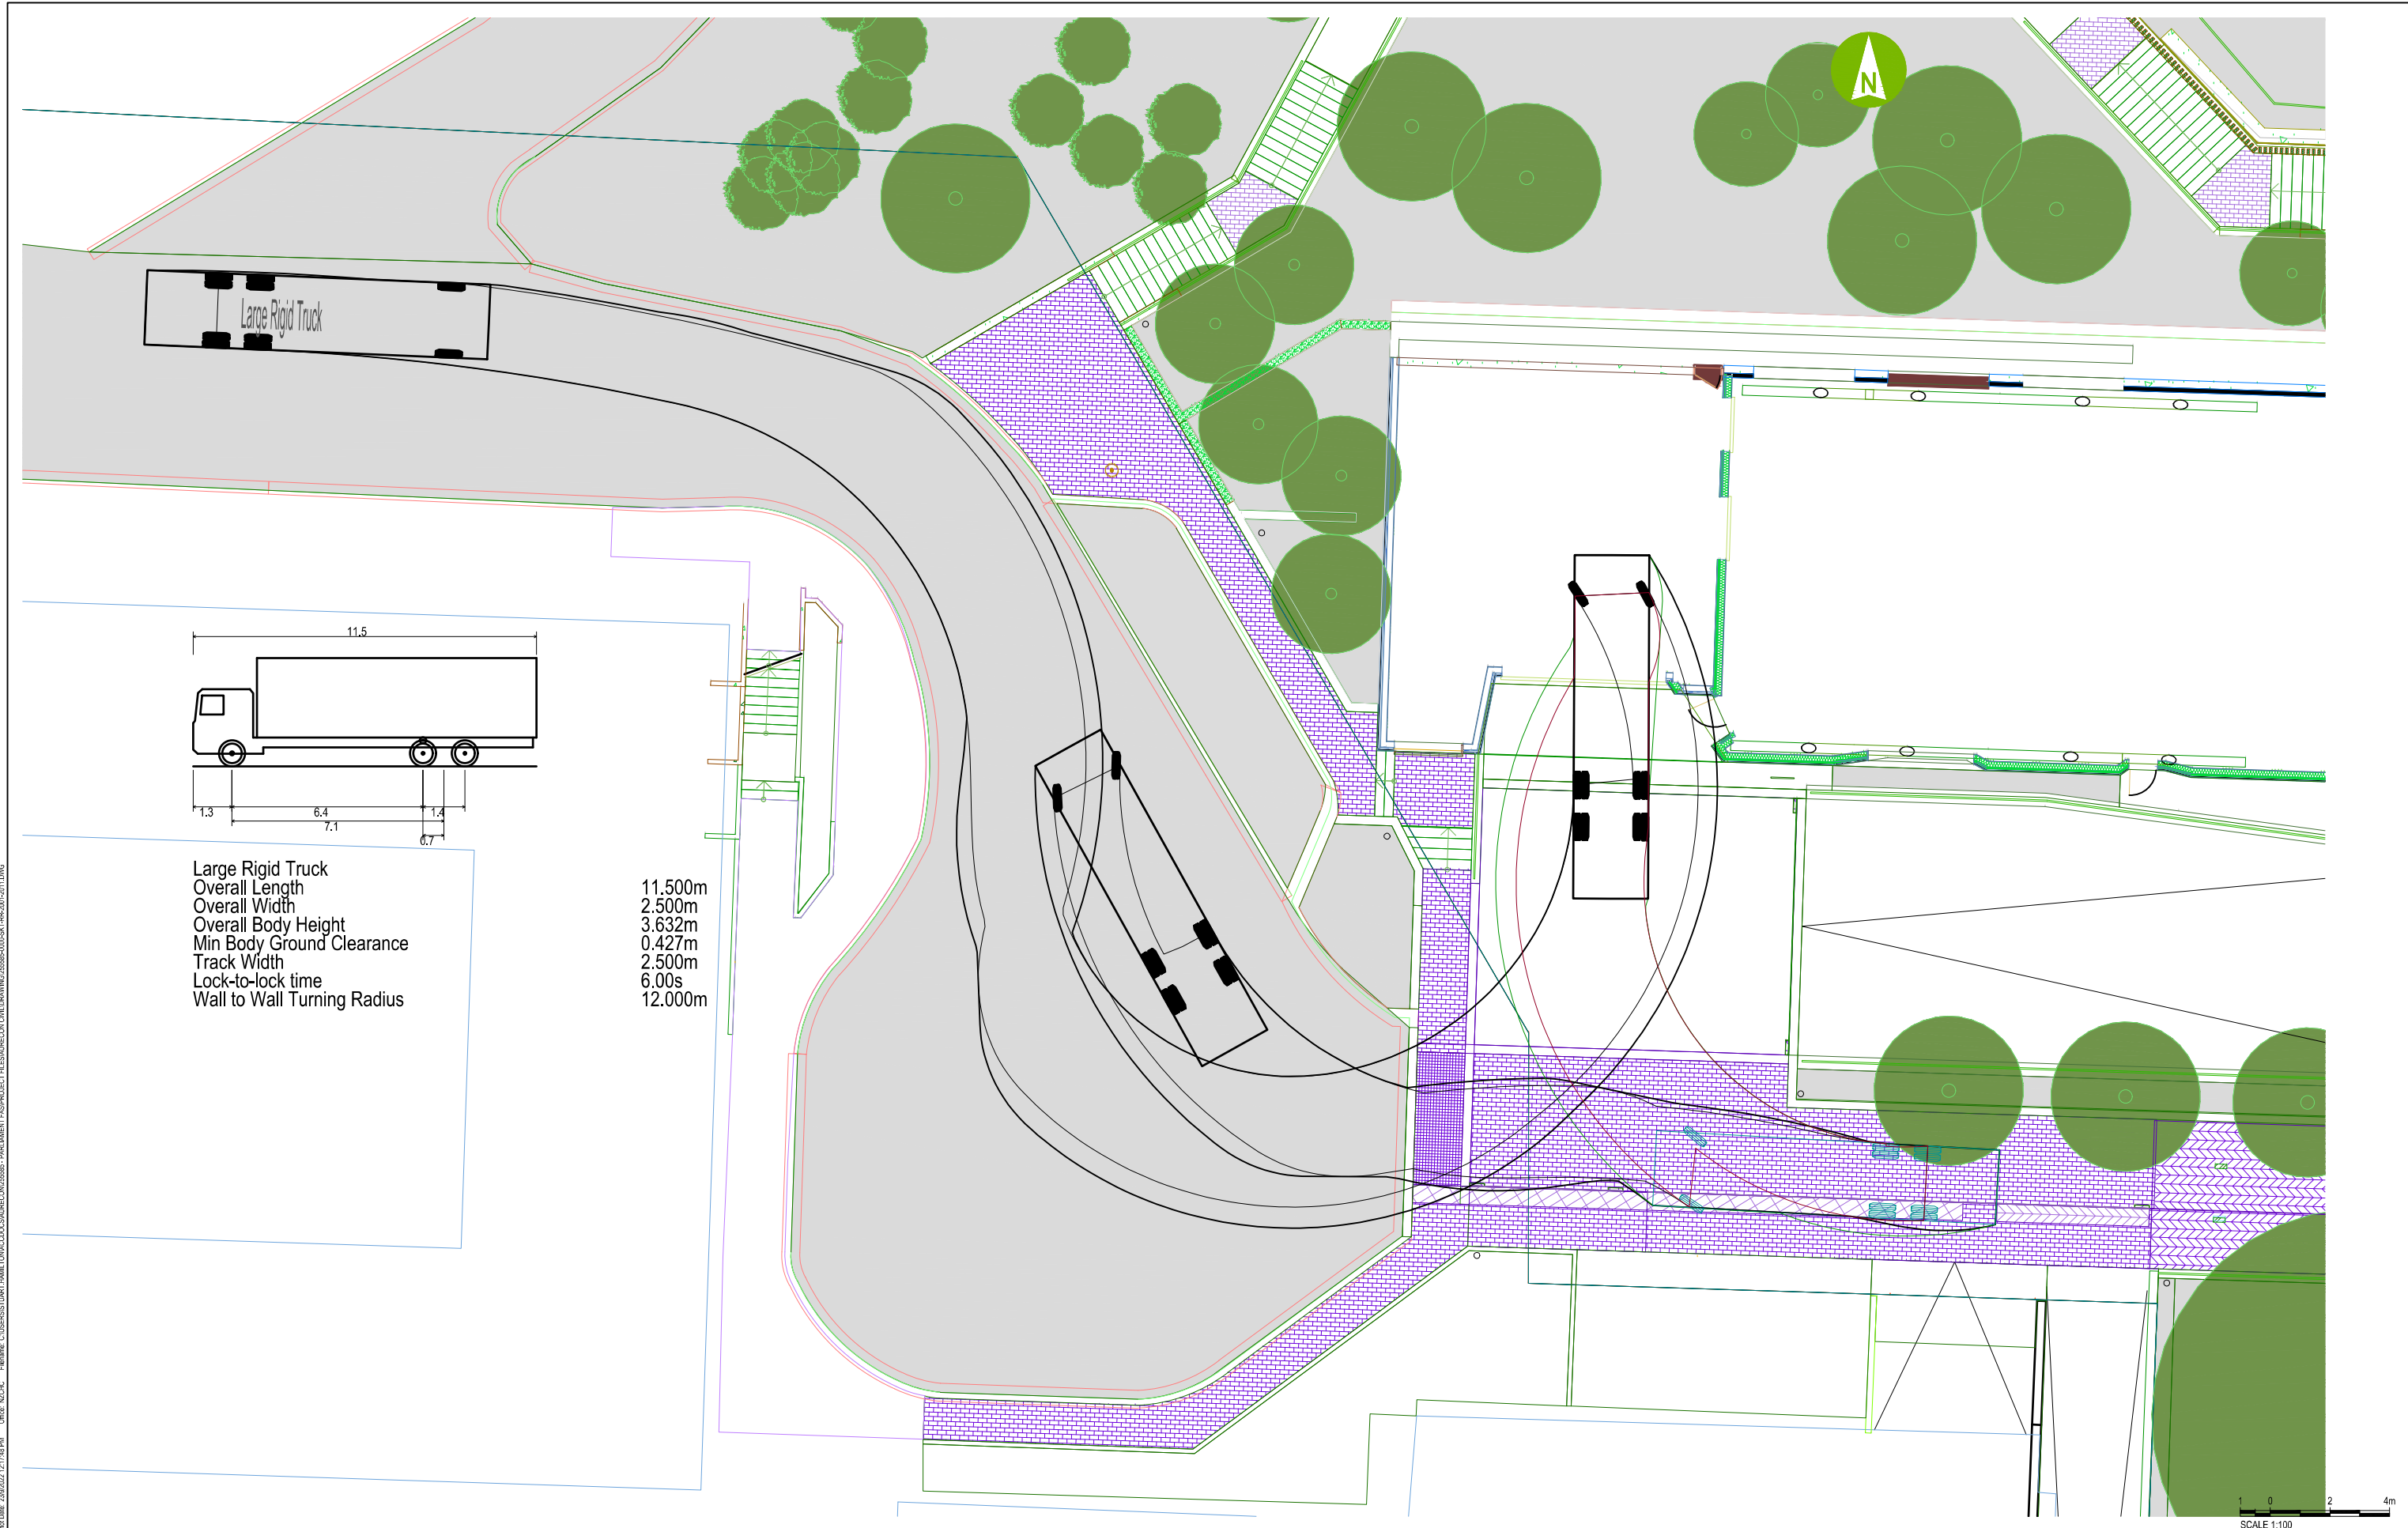 N
Large Rigid Truck
11.5
1.3
6.4
1.4
7.1
0.7
Large Rigid Truck
Overall Length 11.500m
Overall Width 2.500m
Overall Body Height 3.632m
Min Body Ground Clearance 0.427m
Track Width 2.500m
Lock-to-lock time 6.00s
Wall to Wall Turning Radius 12.000m
1 0 2 4m
SCALE 1:100